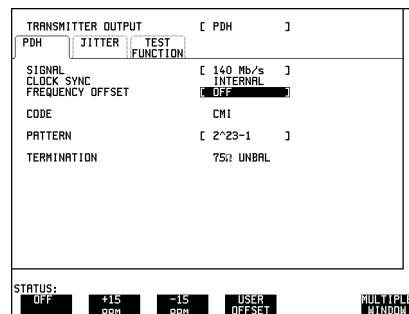 TRANSMITTER OUTPUT [ PDH ]
PDH JITTER TEST FUNCTION
SIGNAL [ 140 Mb/s ]
CLOCK SYNC INTERNAL
FREQUENCY OFFSET [ OFF ]
CODE CMI
PATTERN [ 2^23-1 ]
TERMINATION 75Ω UNBAL
STATUS:
OFF +15 PPM -15 PPM USER OFFSET MULTIPLE WINDOW